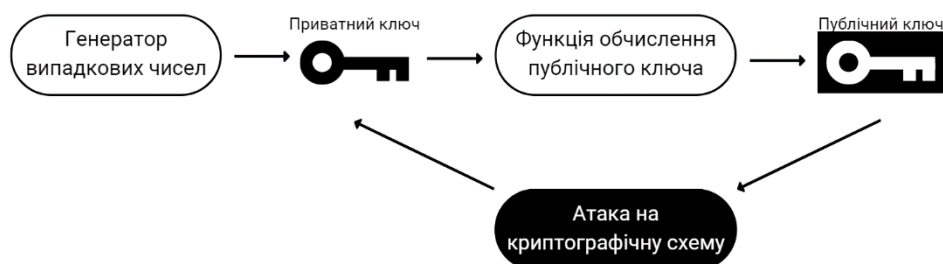 Генератор
випадкових чисел
Приватний ключ
Функція обчислення
публічного ключа
Публічний ключ
Атака на
криптографічну схему